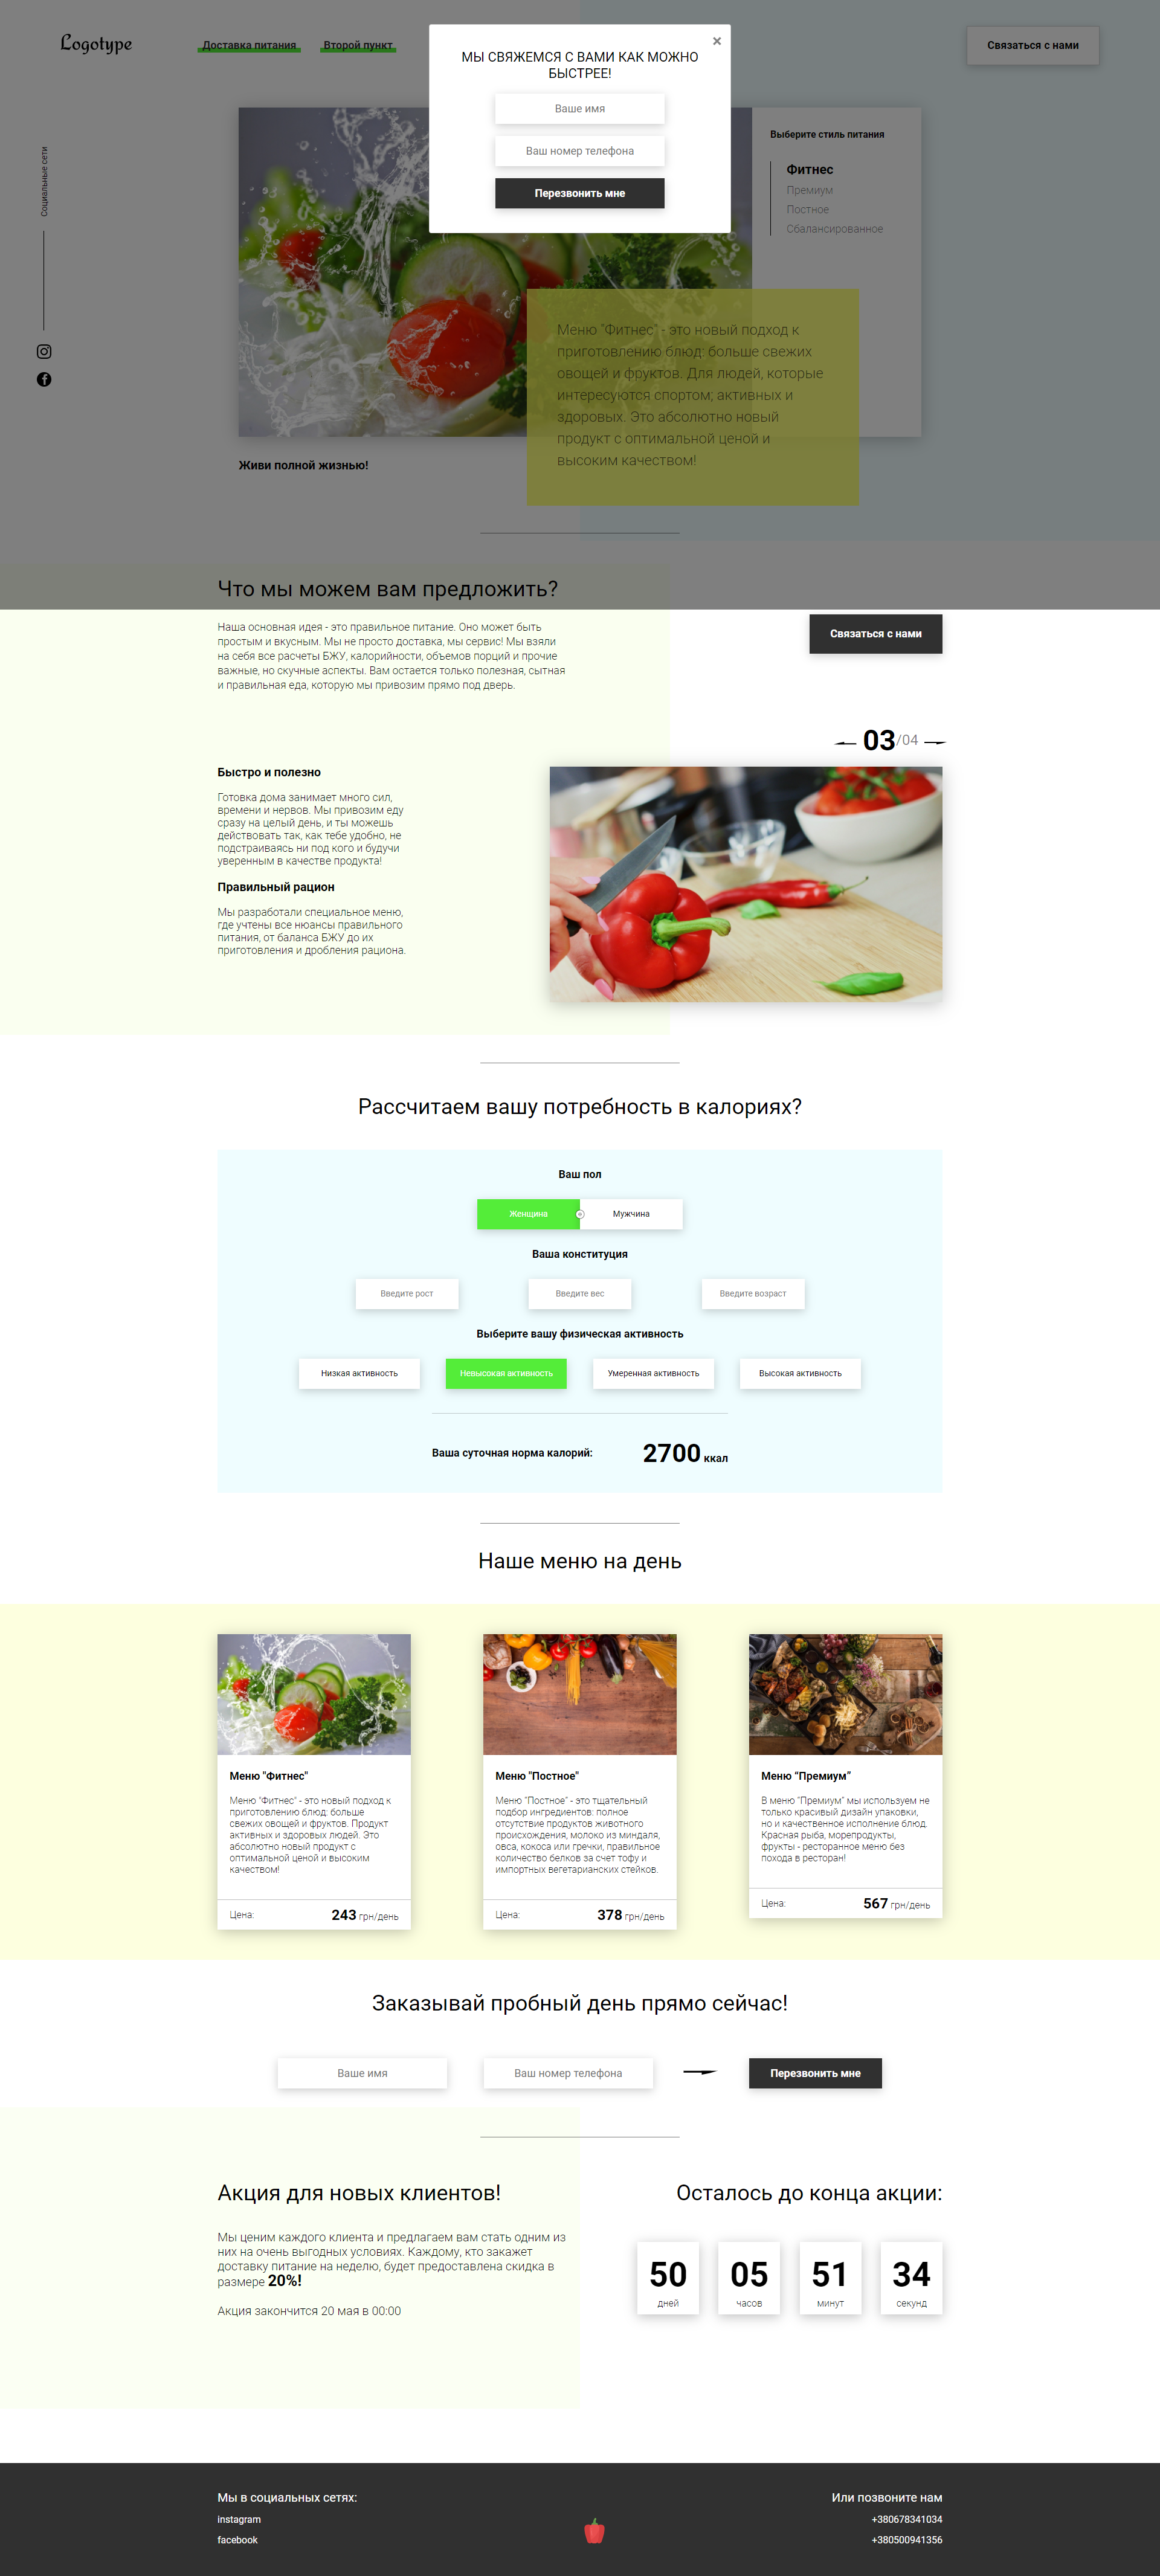 Logotype
Доставка питания
Второй пункт
Связаться с нами
×
МЫ СВЯЖЕМСЯ С ВАМИ КАК МОЖНО
БЫСТРЕЕ!
Ваше имя
Ваш номер телефона
Перезвонить мне
Социальные сети
Выберите стиль питания
Фитнес
Премиум
Постное
Сбалансированное
Меню "Фитнес" - это новый подход к
приготовлению блюд: больше свежих
овощей и фруктов. Для людей, которые
интересуются спортом; активных и
здоровых. Это абсолютно новый
продукт с оптимальной ценой и
высоким качеством!
Живи полной жизнью!
Что мы можем вам предложить?
Наша основная идея - это правильное питание. Оно может быть
простым и вкусным. Мы не просто доставка, мы сервис! Мы взяли
на себя все расчеты БЖУ, калорийности, объемов порций и прочие
важные, но скучные аспекты. Вам остается только полезная, сытная
и правильная еда, которую мы привозим прямо под дверь.
Связаться с нами
03/04
Быстро и полезно
Готовка дома занимает много сил,
времени и нервов. Мы привозим еду
сразу на целый день, и ты можешь
действовать так, как тебе удобно, не
подстраиваясь ни под кого и будучи
уверенным в качестве продукта!
Правильный рацион
Мы разработали специальное меню,
где учтены все нюансы правильного
питания, от баланса БЖУ до их
приготовления и дробления рациона.
Рассчитаем вашу потребность в калориях?
Ваш пол
Женщина
Мужчина
Ваша конституция
Введите рост
Введите вес
Введите возраст
Выберите вашу физическая активность
Низкая активность
Невысокая активность
Умеренная активность
Высокая активность
Ваша суточная норма калорий:
2700 ккал
Наше меню на день
Меню "Фитнес"
Меню "Фитнес" - это новый подход к
приготовлению блюд: больше
свежих овощей и фруктов. Продукт
активных и здоровых людей. Это
абсолютно новый продукт с
оптимальной ценой и высоким
качеством!
Цена:
243 грн/день
Меню "Постное"
Меню "Постное" - это тщательный
подбор ингредиентов: полное
отсутствие продуктов животного
происхождения, молоко из миндаля,
овса, кокоса или гречки, правильное
количество белков за счет тофу и
импортных вегетарианских стейков.
Цена:
378 грн/день
Меню “Премиум”
В меню “Премиум” мы используем не
только красивый дизайн упаковки,
но и качественное исполнение блюд.
Красная рыба, морепродукты,
фрукты - ресторанное меню без
похода в ресторан!
Цена:
567 грн/день
Заказывай пробный день прямо сейчас!
Ваше имя
Ваш номер телефона
Перезвонить мне
Акция для новых клиентов!
Мы ценим каждого клиента и предлагаем вам стать одним из
них на очень выгодных условиях. Каждому, кто закажет
доставку питание на неделю, будет предоставлена скидка в
размере 20%!
Акция закончится 20 мая в 00:00
Осталось до конца акции:
50
дней
05
часов
51
минут
34
секунд
Мы в социальных сетях:
instagram
facebook
Или позвоните нам
+380678341034
+380500941356